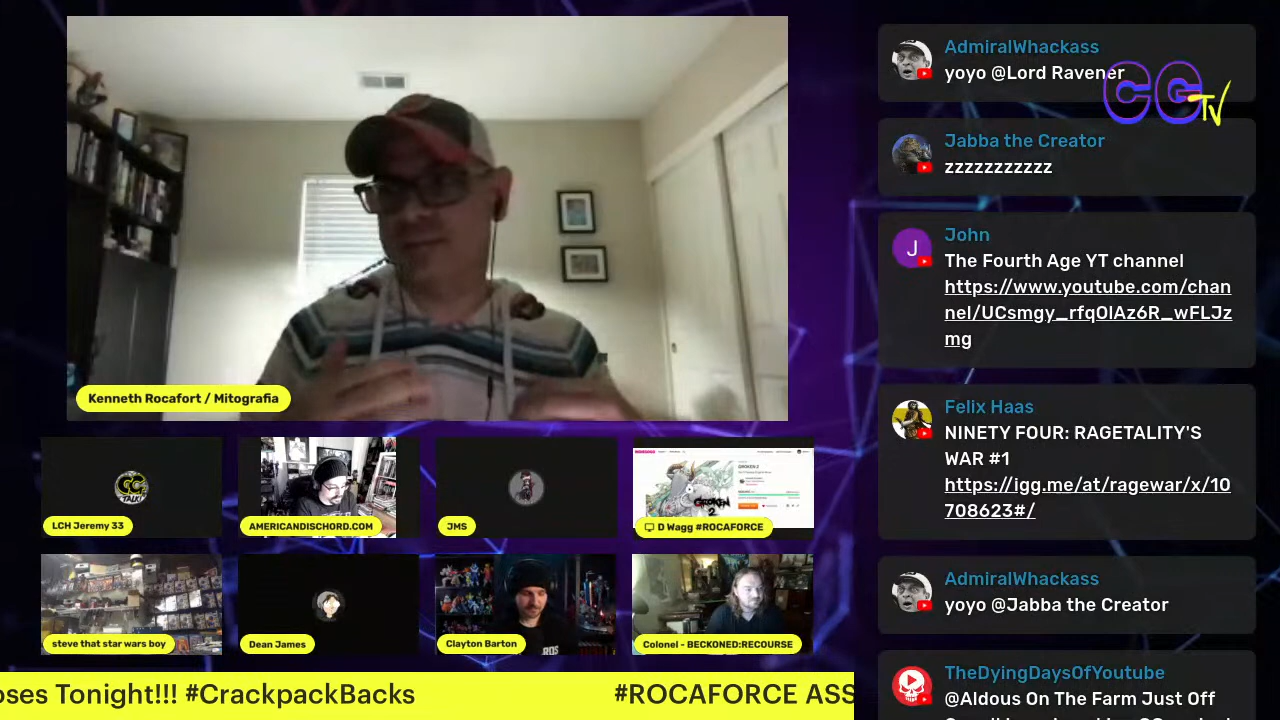 Kenneth Rocafort / Mitografia
LCH Jeremy 33
AMERICANDISCHORD.COM
JMS
D Wagg #ROCAFORCE
steve that star wars boy
Dean James
Clayton Barton
Colonel - BECKONED:RECOURSE
oses Tonight!!! #CrackpackBacks
#ROCAFORCE ASS
AdmiralWhackass
yoyo @Lord Ravener
CG TV
Jabba the Creator
zzzzzzzzzzz
J
John
The Fourth Age YT channel
https://www.youtube.com/chan
nel/UCsmgy_rfqOlAz6R_wFLJz
mg
Felix Haas
NINETY FOUR: RAGETALITY'S
WAR #1
https://igg.me/at/ragewar/x/10
708623#/
AdmiralWhackass
yoyo @Jabba the Creator
TheDyingDaysOfYoutube
@Aldous On The Farm Just Off